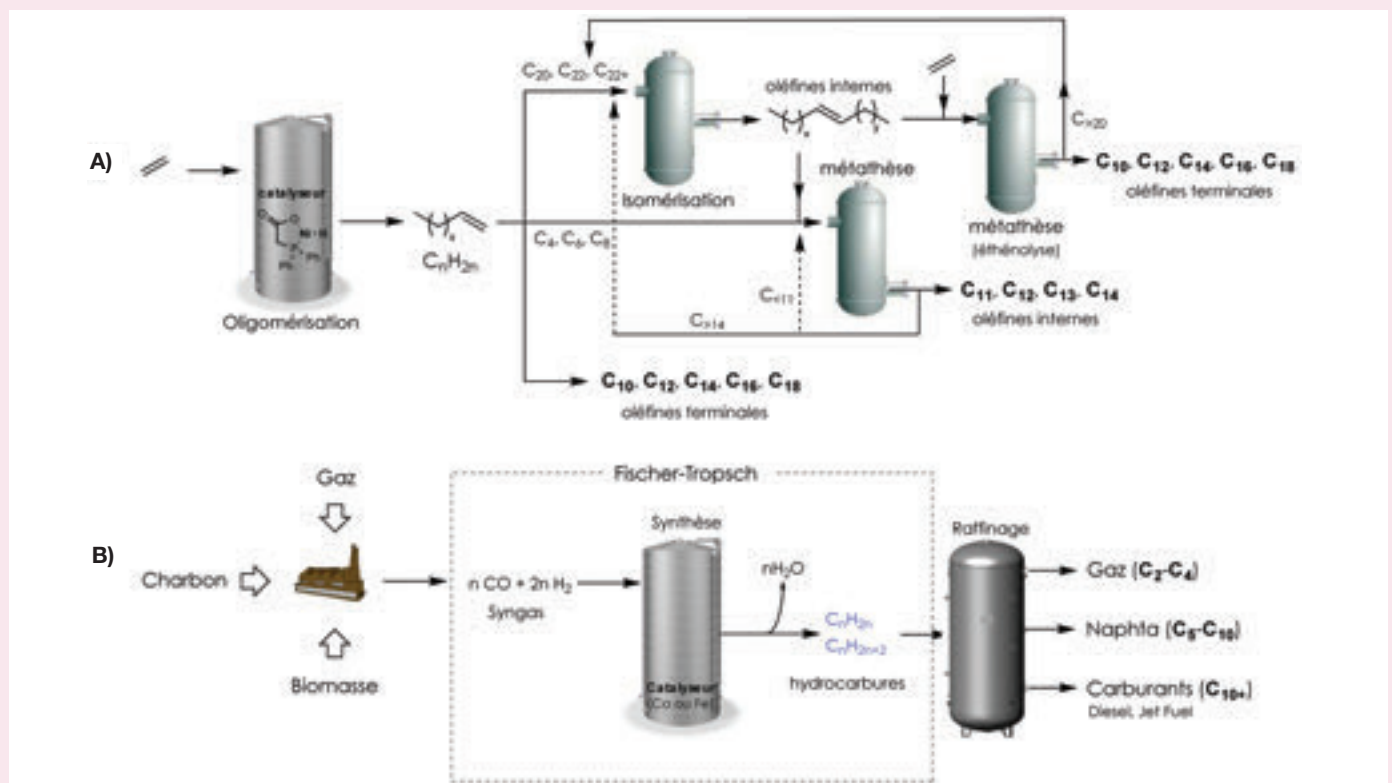 A)
catalyseur
O
O
Ni
H
P
Ph
Ph
Oligomérisation
CnH2n
C20, C22, C22+
C4, C6, C8
Isomérisation
oléfines internes
métathèse
métathèse
(éthénolyse)
C>20
C10, C12, C14, C16, C18
oléfines terminales
C<11
C>14
C11, C12, C13, C14
oléfines internes
C10, C12, C14, C16, C18
oléfines terminales
B)
Gaz
Charbon
Biomasse
Fischer-Tropsch
n CO + 2n H2
Syngas
Synthèse
Catalyseur
(Co ou Fe)
nH2O
CnH2n
CnH2n+2
hydrocarbures
Raffinage
Gaz (C2-C4)
Naphta (C5-C10)
Carburants (C10+)
Diesel, Jet Fuel